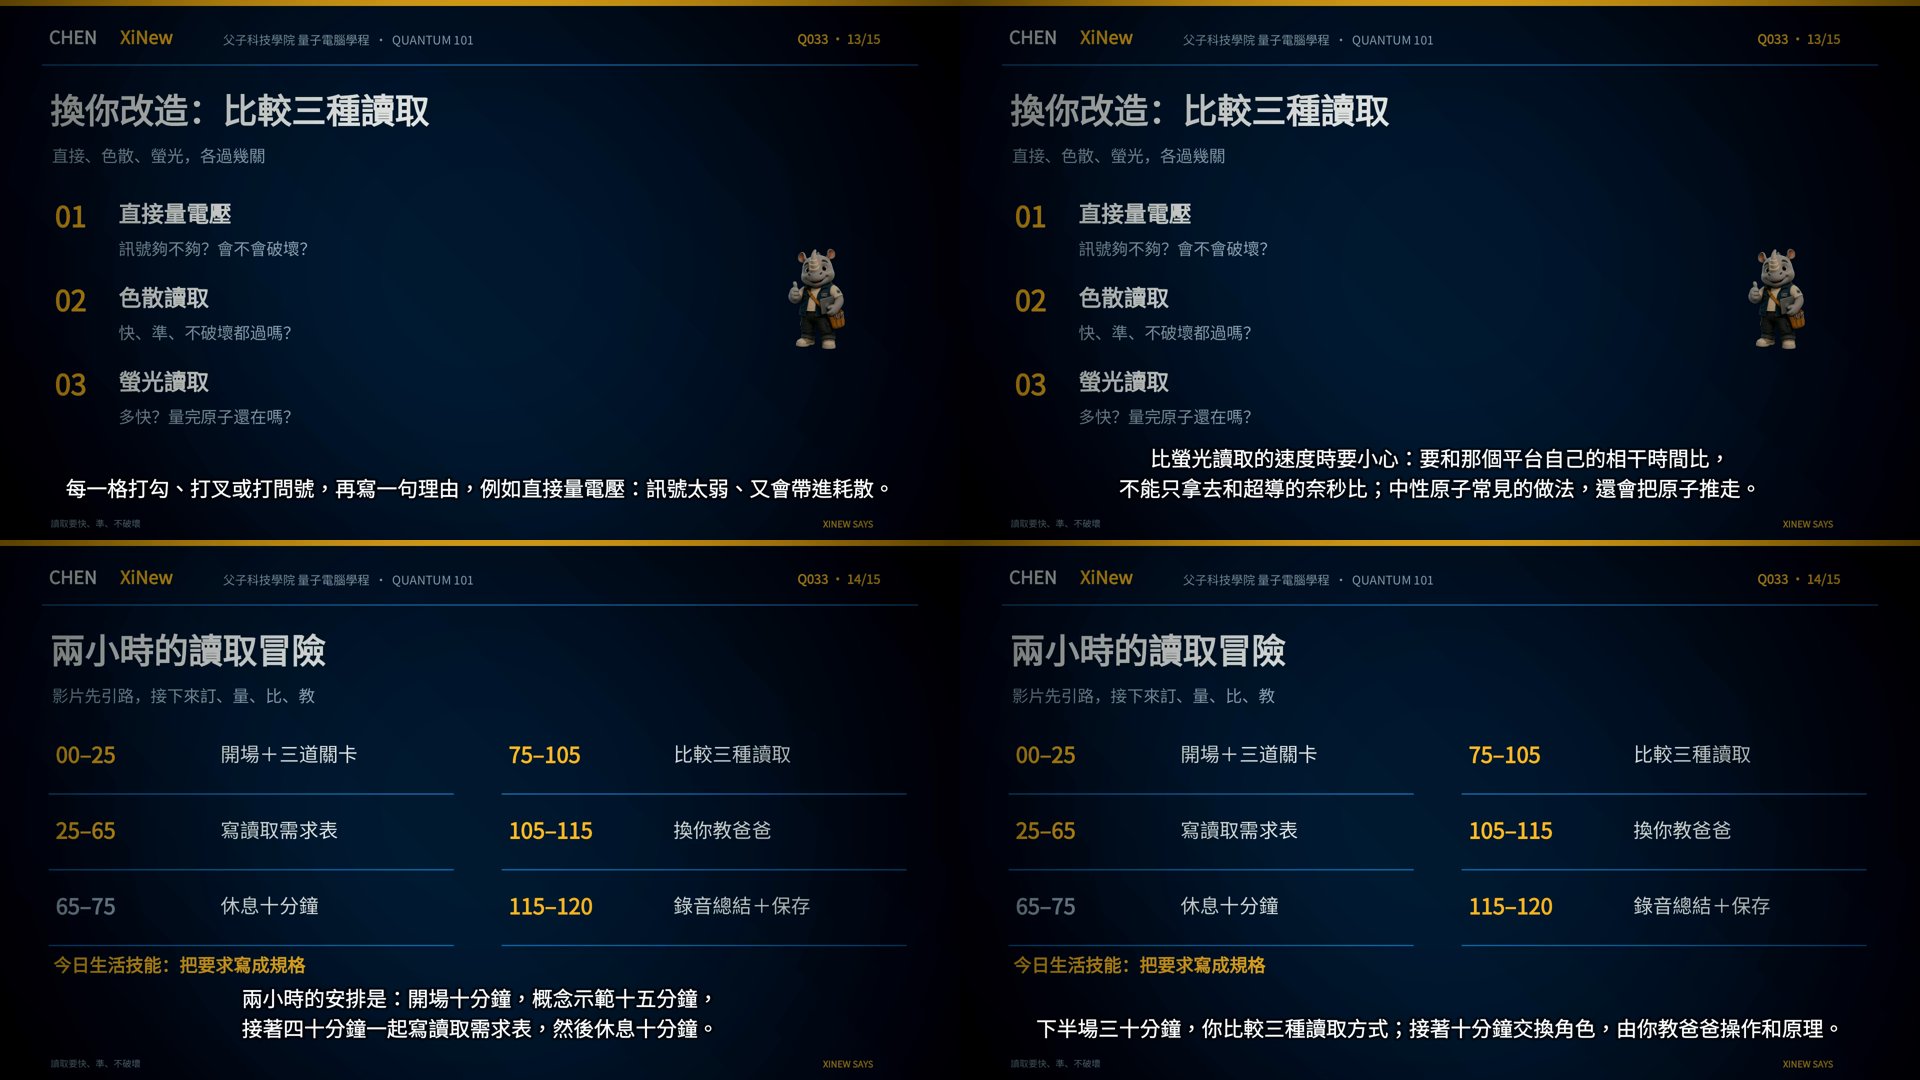 CHEN XiNew 父子科技學院 量子電腦學程 · QUANTUM 101 Q033 · 13/15
換你改造：比較三種讀取
直接、色散、螢光，各過幾關
01 直接量電壓
訊號夠不夠？會不會破壞？
02 色散讀取
快、準、不破壞都過嗎？
03 螢光讀取
多快？量完原子還在嗎？
每一格打勾、打叉或打問號，再寫一句理由，例如直接量電壓：訊號太弱、又會帶進耗散。
讀取要快、準、不破壞 XINEW SAYS
CHEN XiNew 父子科技學院 量子電腦學程 · QUANTUM 101 Q033 · 13/15
換你改造：比較三種讀取
直接、色散、螢光，各過幾關
01 直接量電壓
訊號夠不夠？會不會破壞？
02 色散讀取
快、準、不破壞都過嗎？
03 螢光讀取
多快？量完原子還在嗎？
比螢光讀取的速度時要小心：要和那個平台自己的相干時間比，
不能只拿去和超導的奈秒比；中性原子常見的做法，還會把原子推走。
讀取要快、準、不破壞 XINEW SAYS
CHEN XiNew 父子科技學院 量子電腦學程 · QUANTUM 101 Q033 · 14/15
兩小時的讀取冒險
影片先引路，接下來訂、量、比、教
00–25 開場＋三道關卡 75–105 比較三種讀取
25–65 寫讀取需求表 105–115 換你教爸爸
65–75 休息十分鐘 115–120 錄音總結＋保存
今日生活技能：把要求寫成規格
兩小時的安排是：開場十分鐘，概念示範十五分鐘，
接著四十分鐘一起寫讀取需求表，然後休息十分鐘。
讀取要快、準、不破壞 XINEW SAYS
CHEN XiNew 父子科技學院 量子電腦學程 · QUANTUM 101 Q033 · 14/15
兩小時的讀取冒險
影片先引路，接下來訂、量、比、教
00–25 開場＋三道關卡 75–105 比較三種讀取
25–65 寫讀取需求表 105–115 換你教爸爸
65–75 休息十分鐘 115–120 錄音總結＋保存
今日生活技能：把要求寫成規格
下半場三十分鐘，你比較三種讀取方式；接著十分鐘交換角色，由你教爸爸操作和原理。
讀取要快、準、不破壞 XINEW SAYS